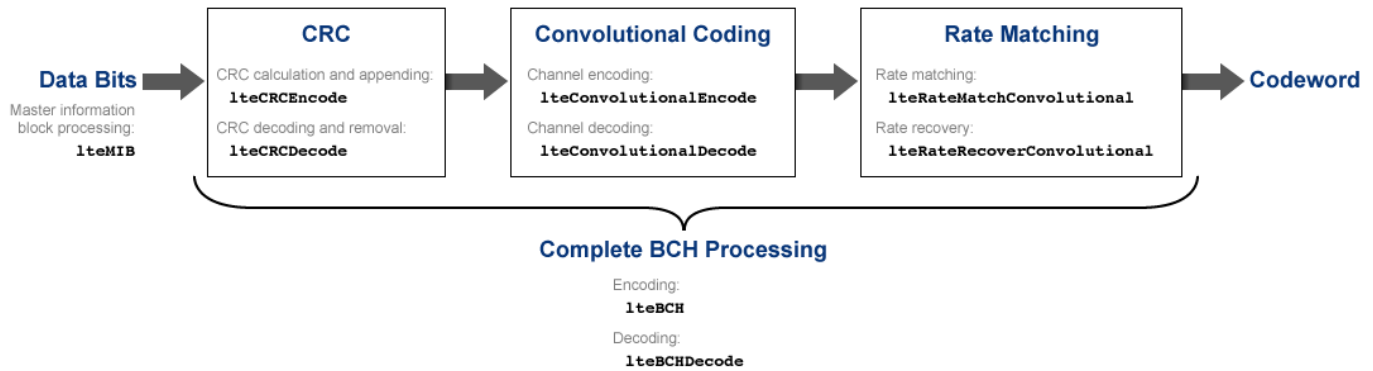 Data Bits
Master information
block processing:
lteMIB
CRC
CRC calculation and appending:
lteCRCEncode
CRC decoding and removal:
lteCRCDecode
Convolutional Coding
Channel encoding:
lteConvolutionalEncode
Channel decoding:
lteConvolutionalDecode
Rate Matching
Rate matching:
lteRateMatchConvolutional
Rate recovery:
lteRateRecoverConvolutional
Codeword
Complete BCH Processing
Encoding:
lteBCH
Decoding:
lteBCHDecode